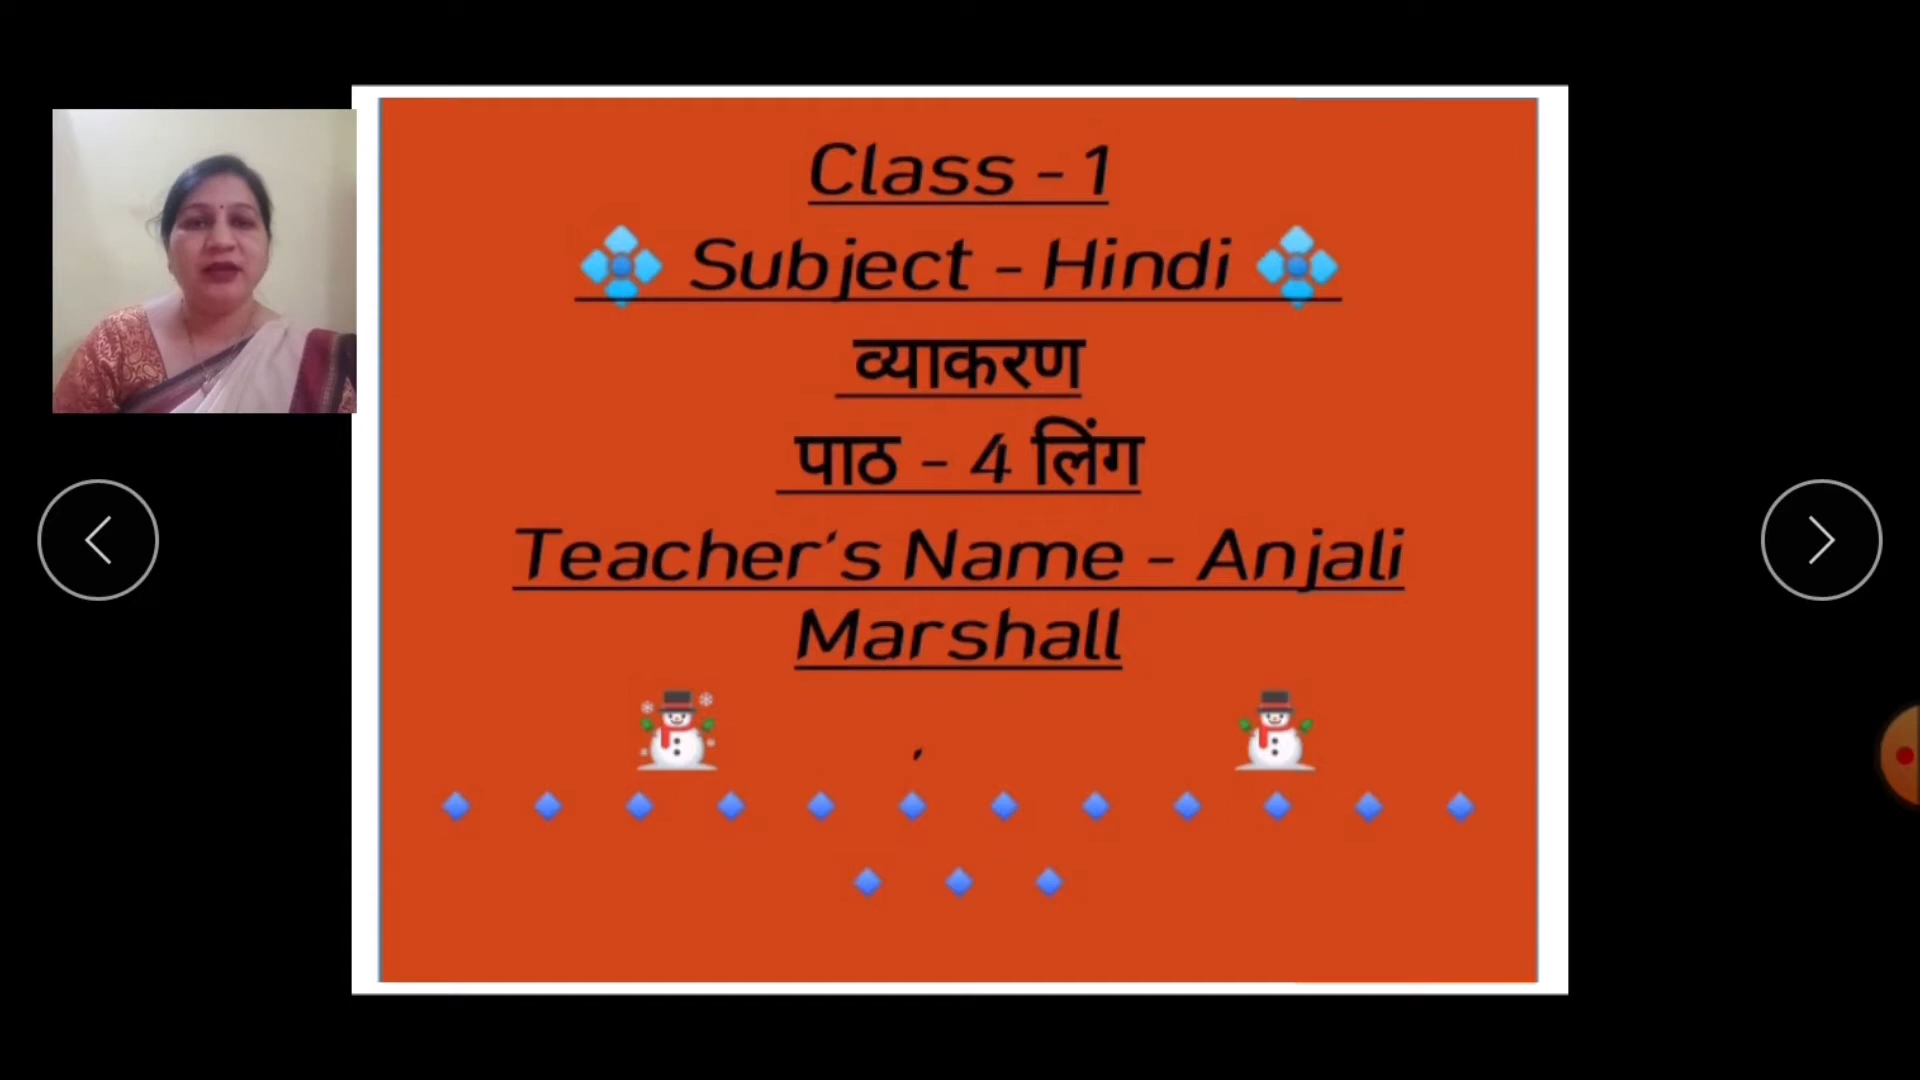 Class - 1
Subject - Hindi
व्याकरण
पाठ - 4 लिंग
Teacher's Name - Anjali
Marshall
,